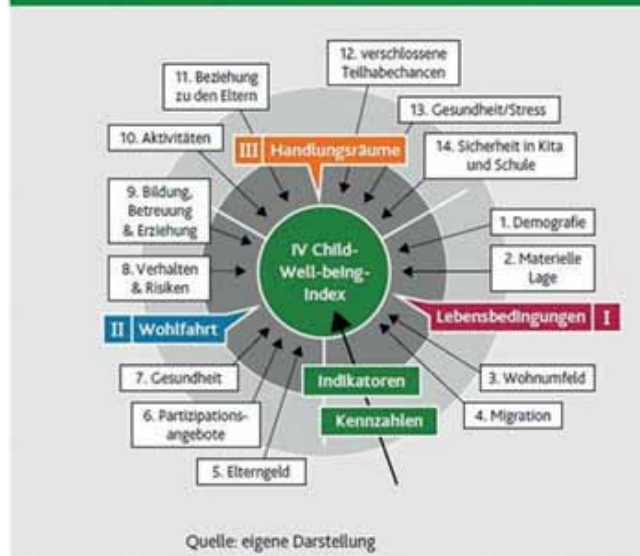 12. verschlossene
Teilhabechancen
11. Beziehung
zu den Eltern
13. Gesundheit/Stress
10. Aktivitäten
III Handlungsräume
14. Sicherheit in Kita
und Schule
9. Bildung,
Betreuung
& Erziehung
1. Demografie
IV Child-
Well-being-
Index
2. Materielle
Lage
8. Verhalten
& Risiken
Lebensbedingungen I
II Wohlfahrt
7. Gesundheit
Indikatoren
3. Wohnumfeld
6. Partizipations-
angebote
Kennzahlen
4. Migration
5. Elterngeld
Quelle: eigene Darstellung